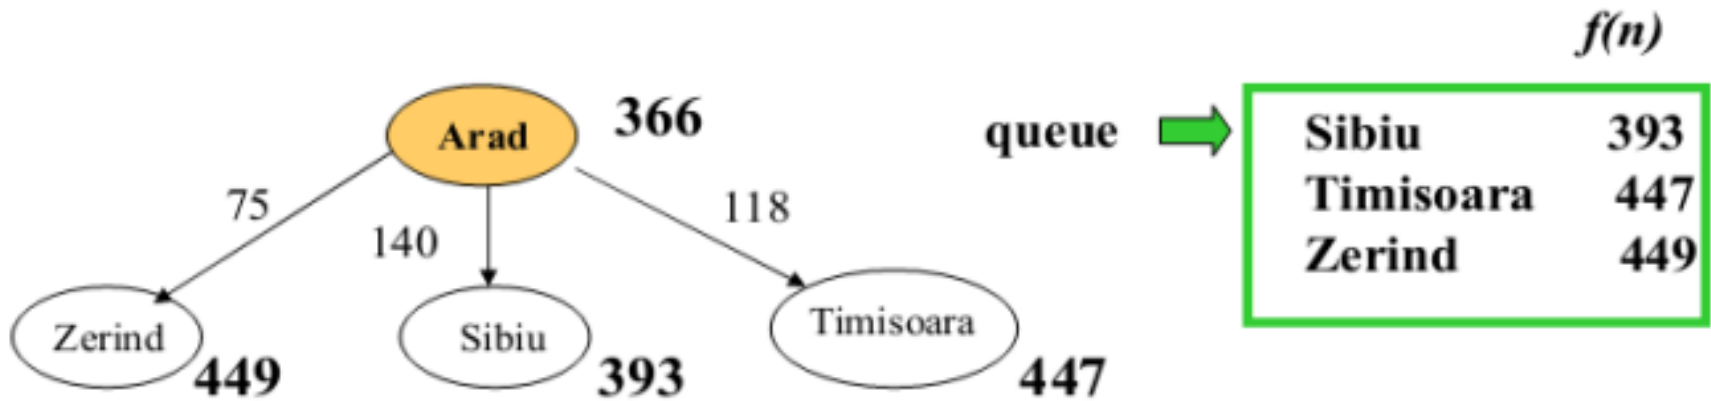 f(n)
Arad 366
queue
Sibiu 393
Timisoara 447
Zerind 449
75
140
118
Zerind 449
Sibiu 393
Timisoara 447